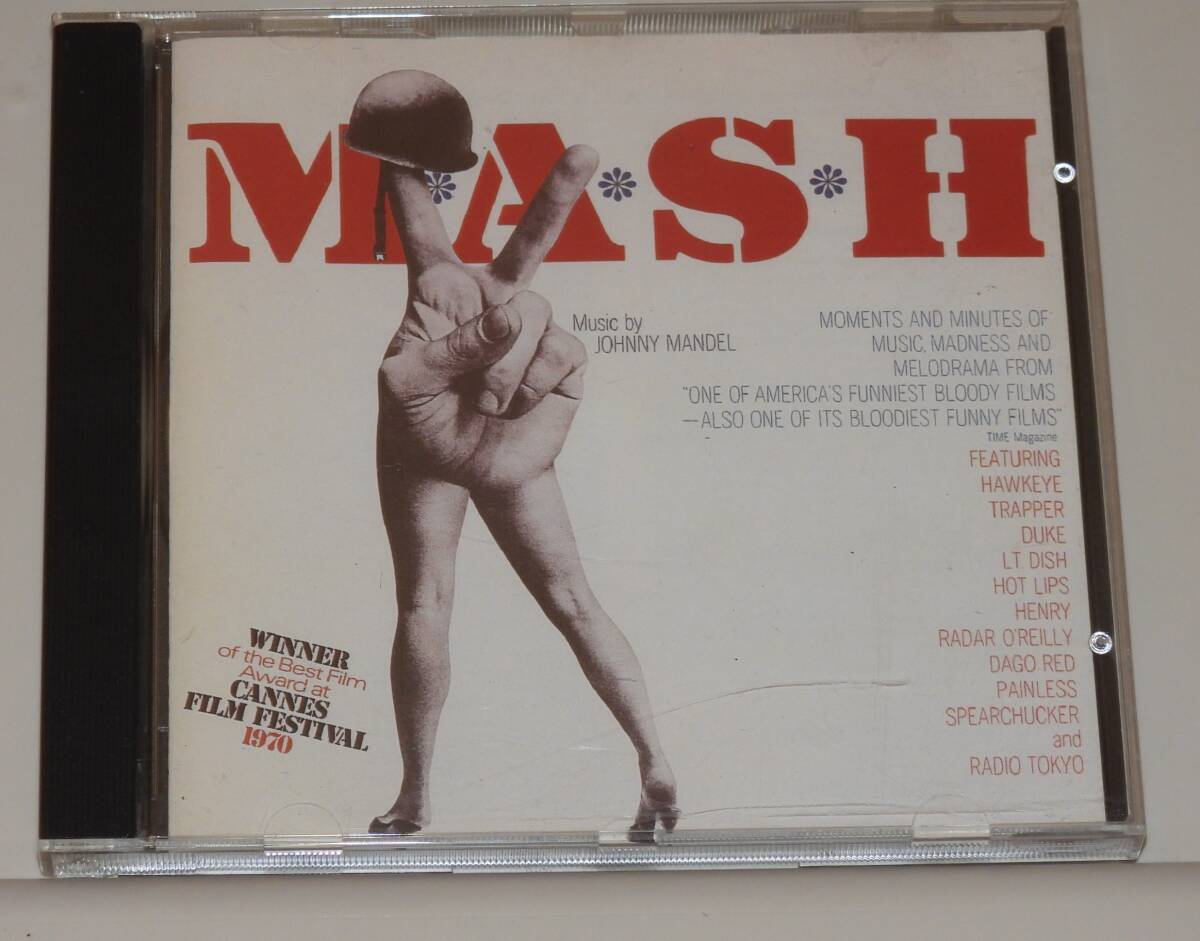 M*A*S*H
Music by
JOHNNY MANDEL
MOMENTS AND MINUTES OF
MUSIC, MADNESS AND
MELODRAMA FROM
"ONE OF AMERICA'S FUNNIEST BLOODY FILMS
—ALSO ONE OF ITS BLOODIEST FUNNY FILMS"
TIME Magazine
FEATURING
HAWKEYE
TRAPPER
DUKE
LT. DISH
HOT LIPS
HENRY
RADAR O'REILLY
DAGO RED
PAINLESS
SPEARCHUCKER
and
RADIO TOKYO
WINNER
of the Best Film
Award at
CANNES
FILM FESTIVAL
1970